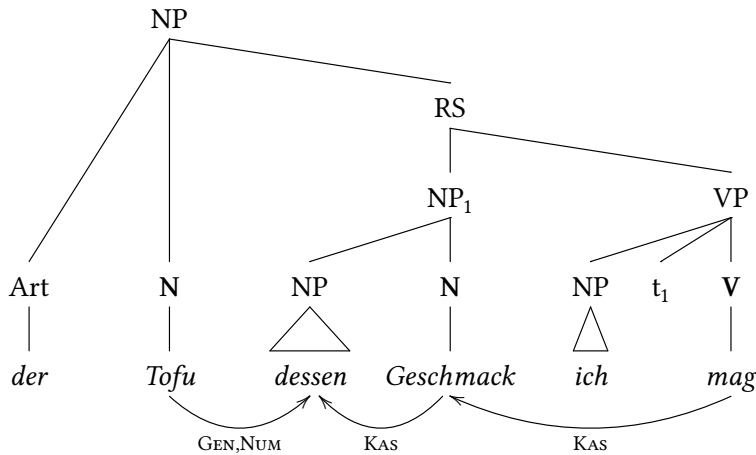 NP
RS
NP₁ VP
Art N NP N NP t₁ V
der Tofu dessen Geschmack ich mag
GEN,NUM KAS KAS